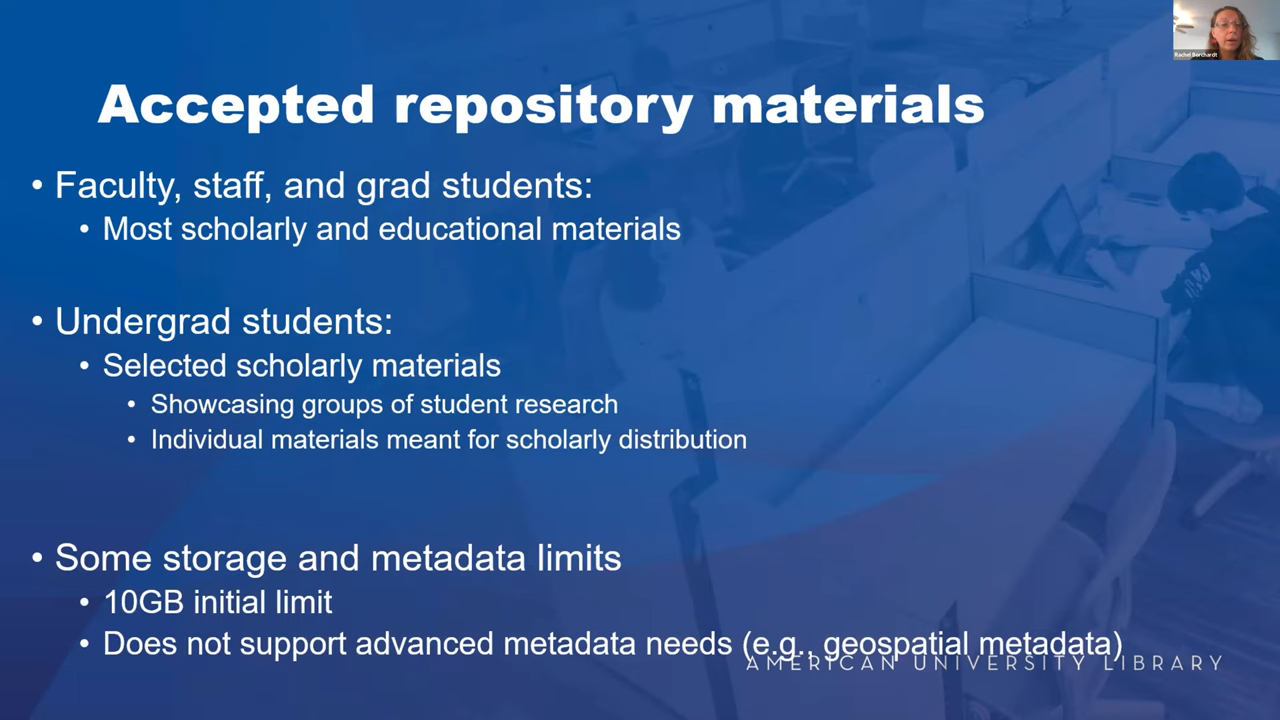 Rachel Borchardt
Accepted repository materials
• Faculty, staff, and grad students:
• Most scholarly and educational materials
• Undergrad students:
• Selected scholarly materials
• Showcasing groups of student research
• Individual materials meant for scholarly distribution
• Some storage and metadata limits
• 10GB initial limit
• Does not support advanced metadata needs (e.g., geospatial metadata)
AMERICAN UNIVERSITY LIBRARY